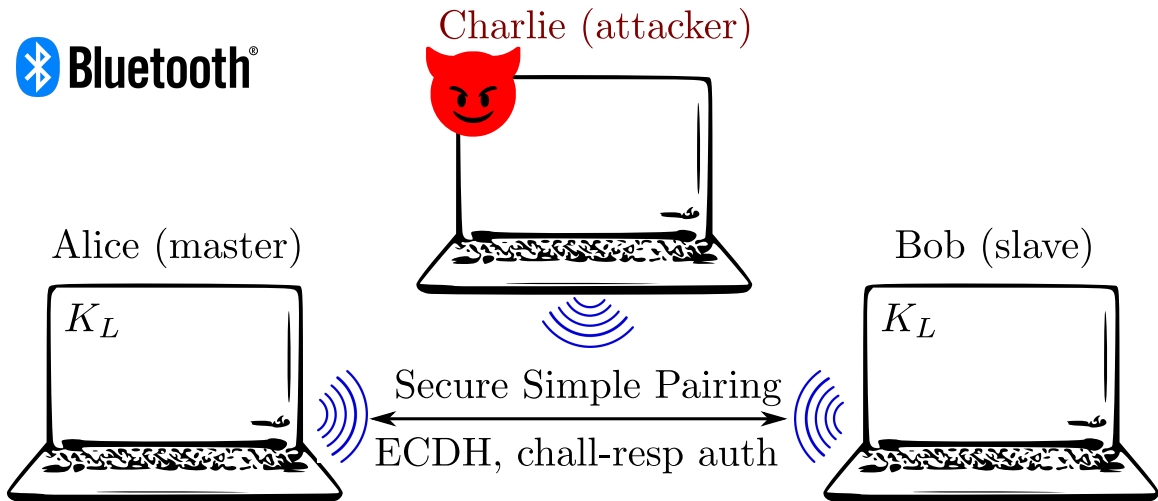 Charlie (attacker)
Bluetooth®
Alice (master)
Bob (slave)
K_L
K_L
Secure Simple Pairing
ECDH, chall-resp auth